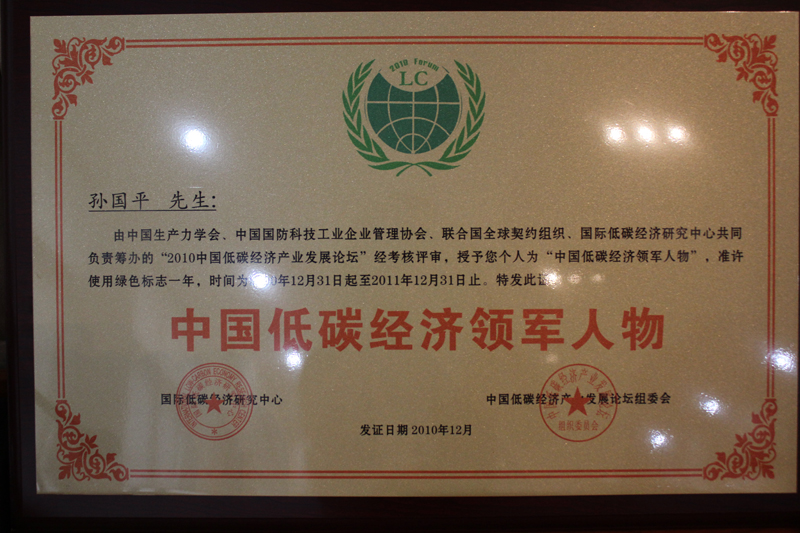 2010 Forum
LC
孙国平 先生:
由中国生产力学会、中国国防科技工业企业管理协会、联合国全球契约组织、国际低碳经济研究中心共同
负责筹办的“2010中国低碳经济产业发展论坛”经考核评审，授予您个人为“中国低碳经济领军人物”，准许
使用绿色标志一年，时间为 0年12月31日起至2011年12月31日止。特发此证
中国低碳经济领军人物
国际低碳经济研究中心
中国低碳经济产业发展论坛组委会
发证日期 2010年12月